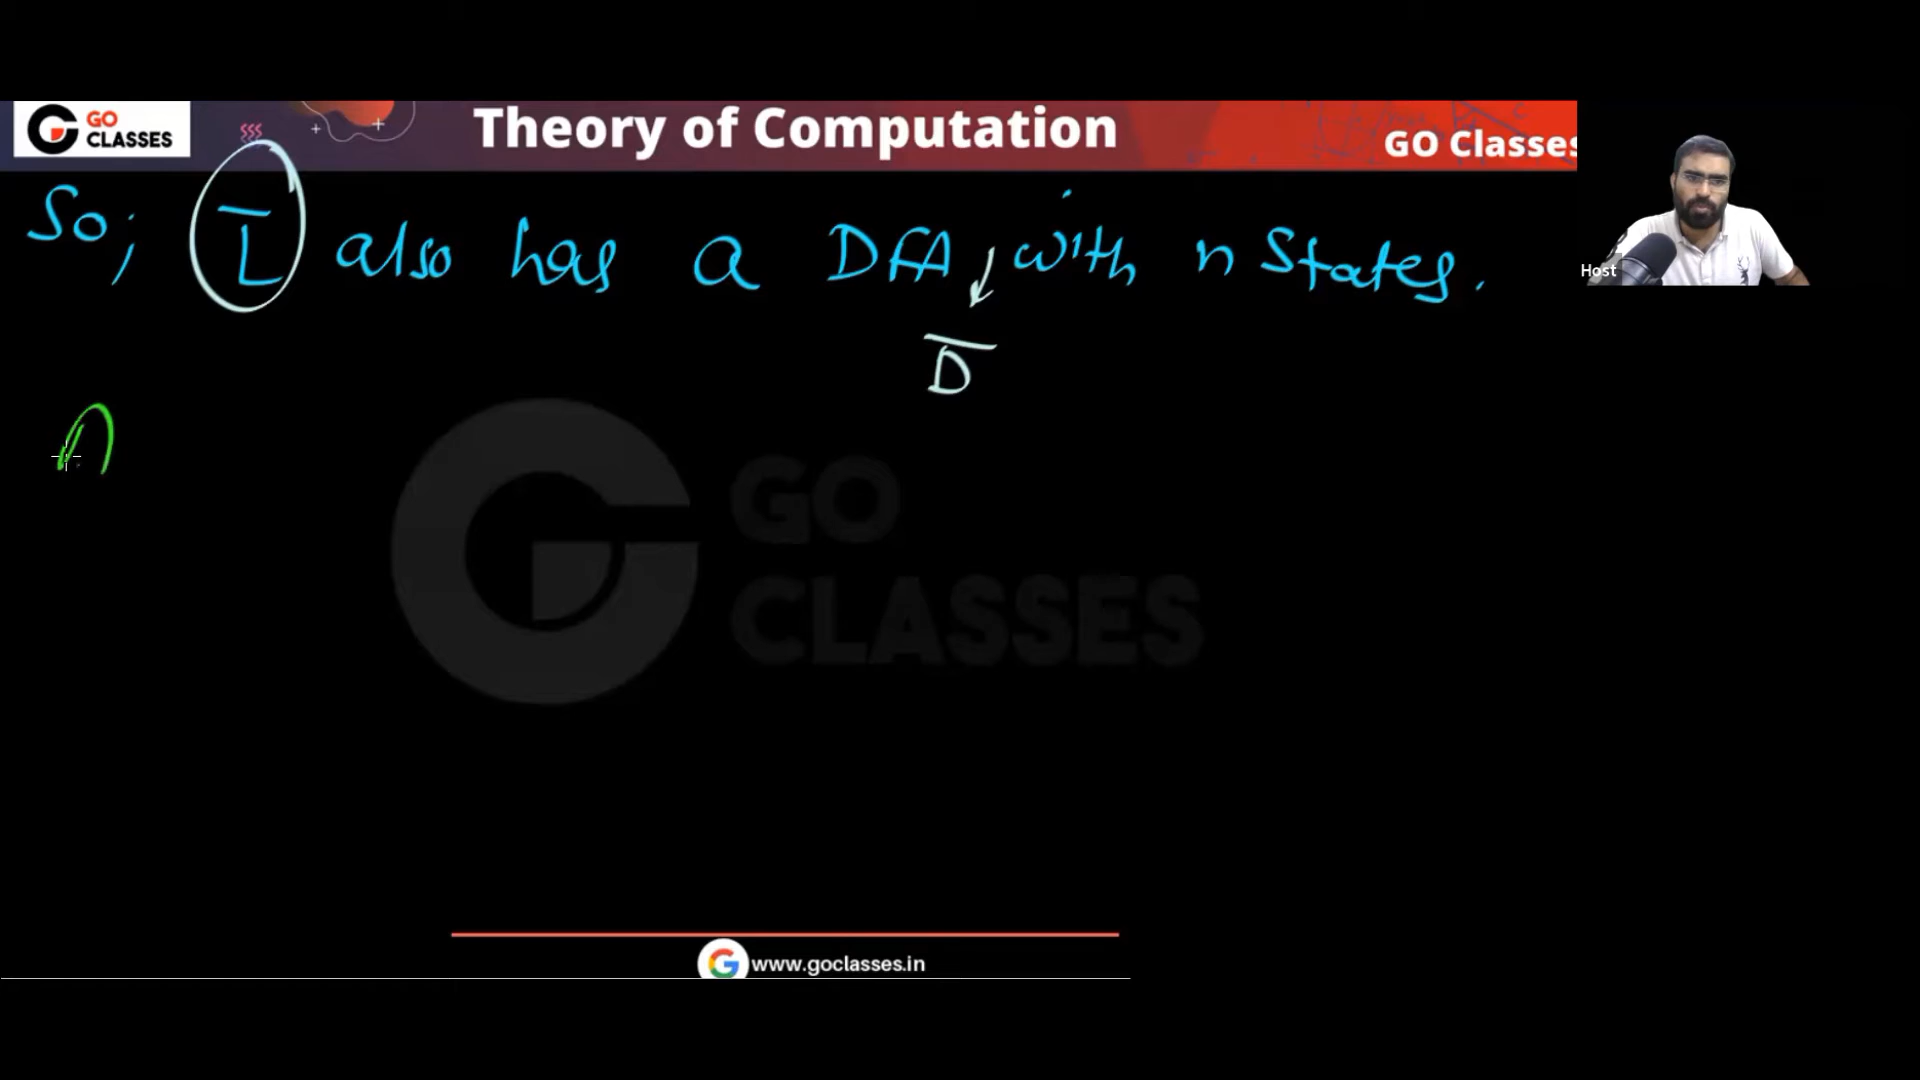 GO CLASSES
Theory of Computation
GO Classes
So; L̅ also has a DFA with n States.
D̅
Host
GO CLASSES
www.goclasses.in